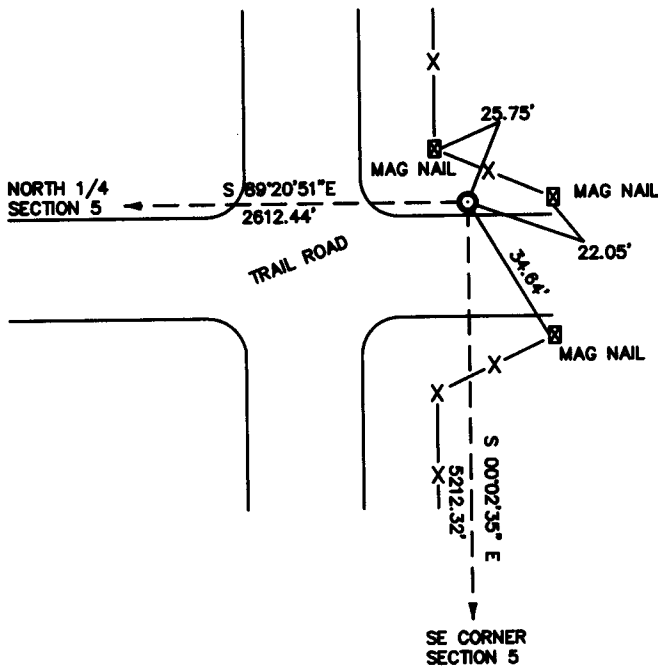 25.75'
MAG NAIL
MAG NAIL
NORTH 1/4
SECTION 5
S 89°20'51"E
2612.44'
22.05'
TRAIL ROAD
34.64'
MAG NAIL
S 00°02'35" E
5212.32'
SE CORNER
SECTION 5